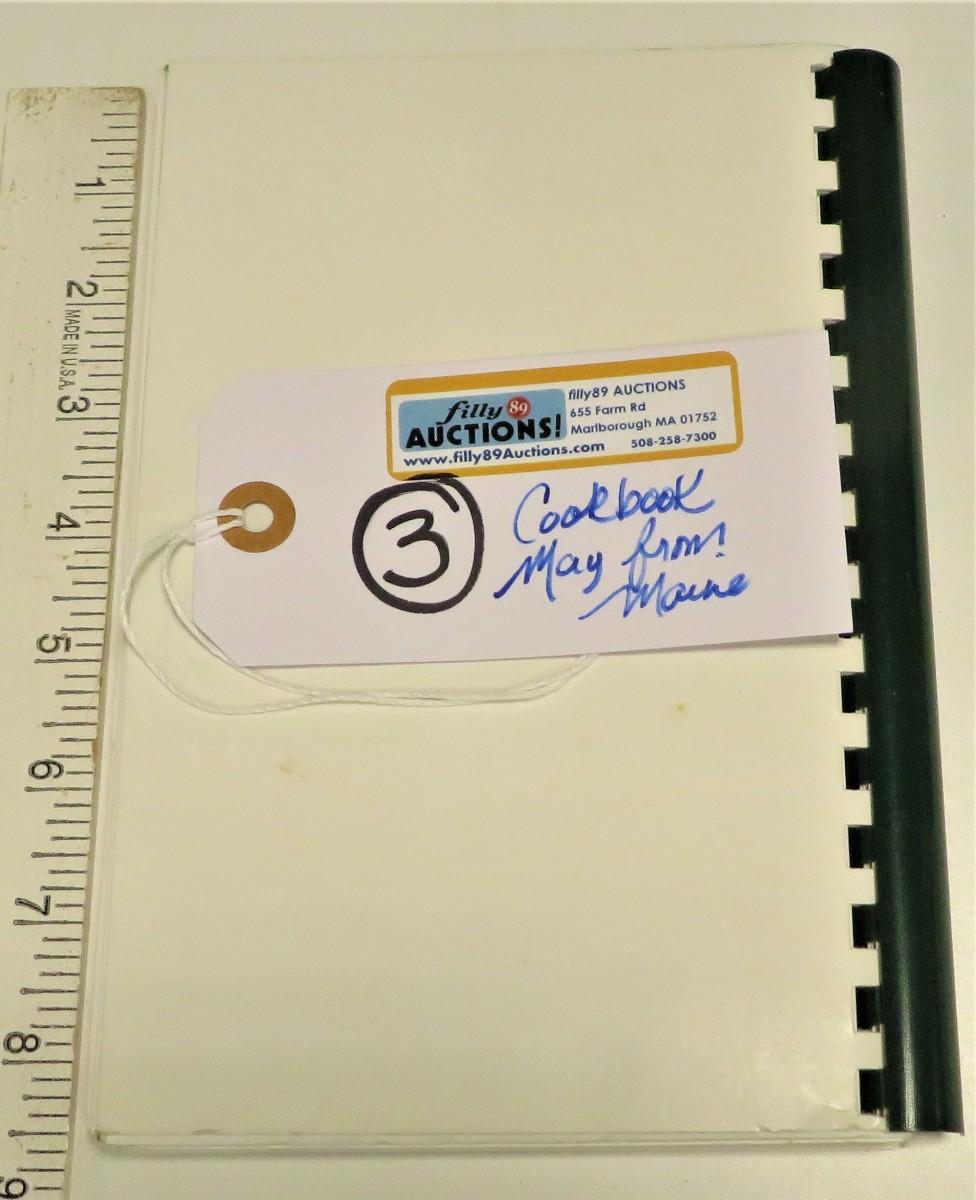 filly 89
AUCTIONS!
www.filly89Auctions.com
filly89 AUCTIONS
655 Farm Rd
Marlborough MA 01752
508-258-7300
3
Cookbook
May from
Maine
1
2
MADE IN U.S.A.
3
4
5
6
7
8
9